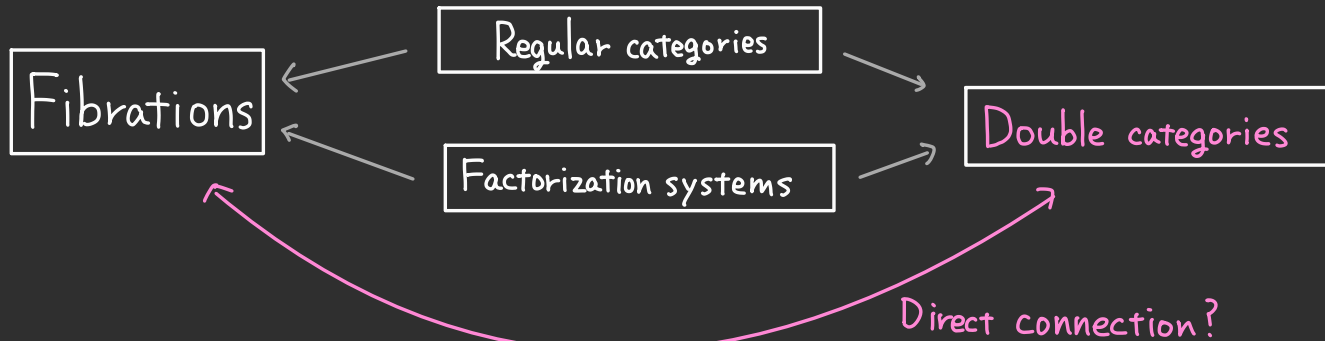 Regular categories
Fibrations
Double categories
Factorization systems
Direct connection?